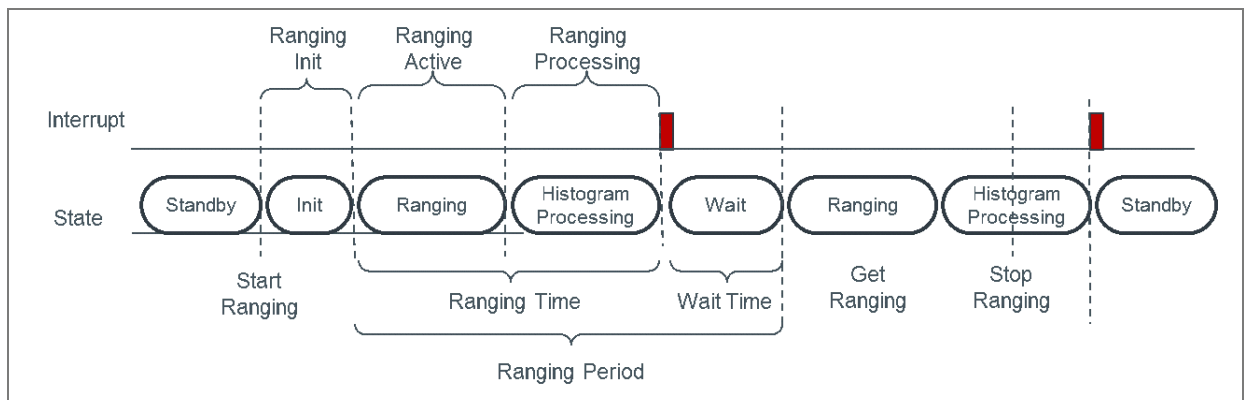 Ranging
Init
Ranging
Active
Ranging
Processing
Interrupt
State
Standby
Init
Ranging
Histogram
Processing
Wait
Ranging
Histogram
Processing
Standby
Start
Ranging
Ranging Time
Wait Time
Get
Ranging
Stop
Ranging
Ranging Period